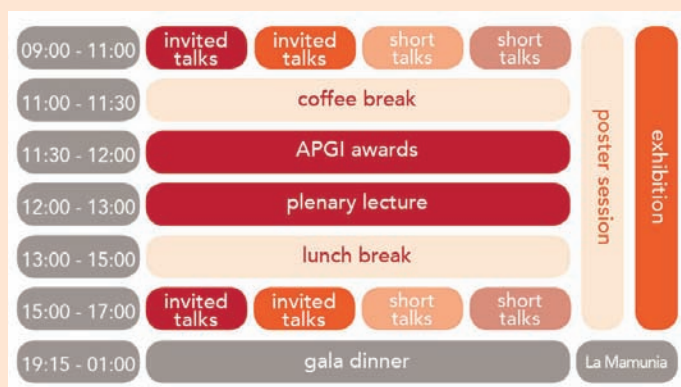 09:00 - 11:00
invited
talks
invited
talks
short
talks
short
talks
11:00 - 11:30
coffee break
11:30 - 12:00
APGI awards
12:00 - 13:00
plenary lecture
13:00 - 15:00
lunch break
15:00 - 17:00
invited
talks
invited
talks
short
talks
short
talks
poster session
exhibition
19:15 - 01:00
gala dinner
La Mamunia